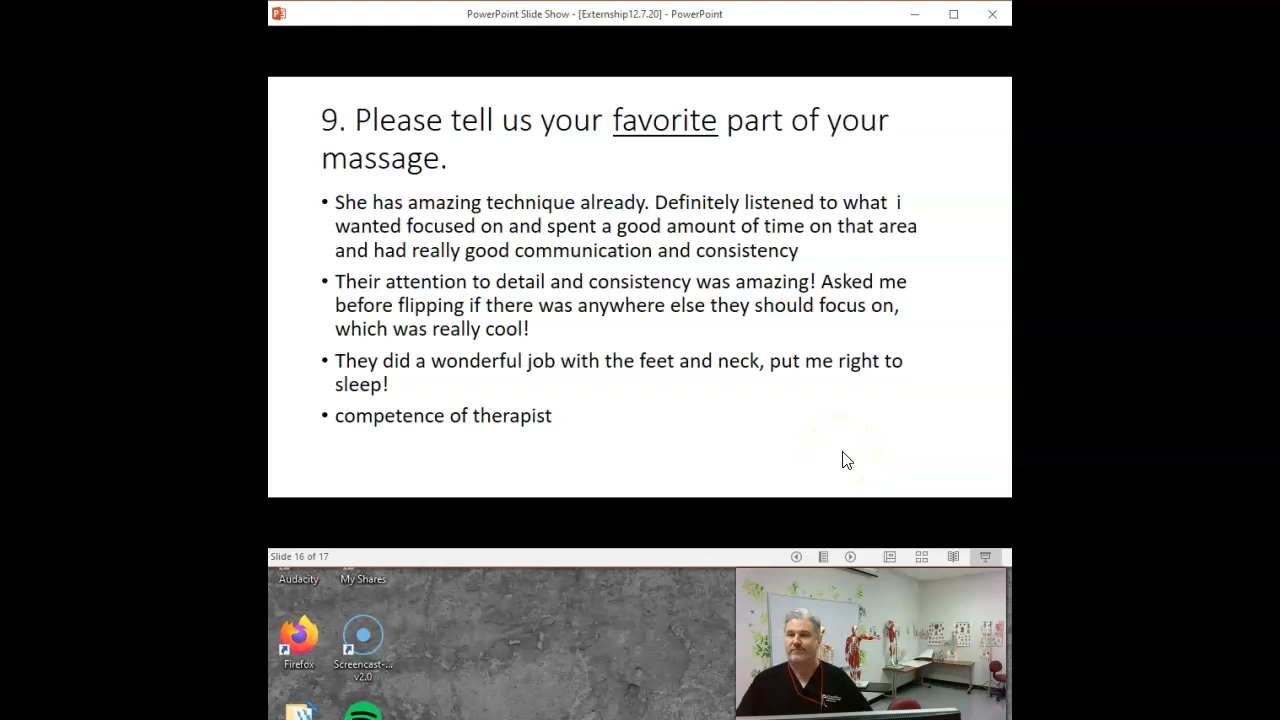 PowerPoint Slide Show - [Externship12.7.20] - PowerPoint
9. Please tell us your favorite part of your
massage.
• She has amazing technique already. Definitely listened to what i
wanted focused on and spent a good amount of time on that area
and had really good communication and consistency
• Their attention to detail and consistency was amazing! Asked me
before flipping if there was anywhere else they should focus on,
which was really cool!
• They did a wonderful job with the feet and neck, put me right to
sleep!
• competence of therapist
Slide 16 of 17
Audacity
My Shares
Firefox
Screencast-...
v2.0